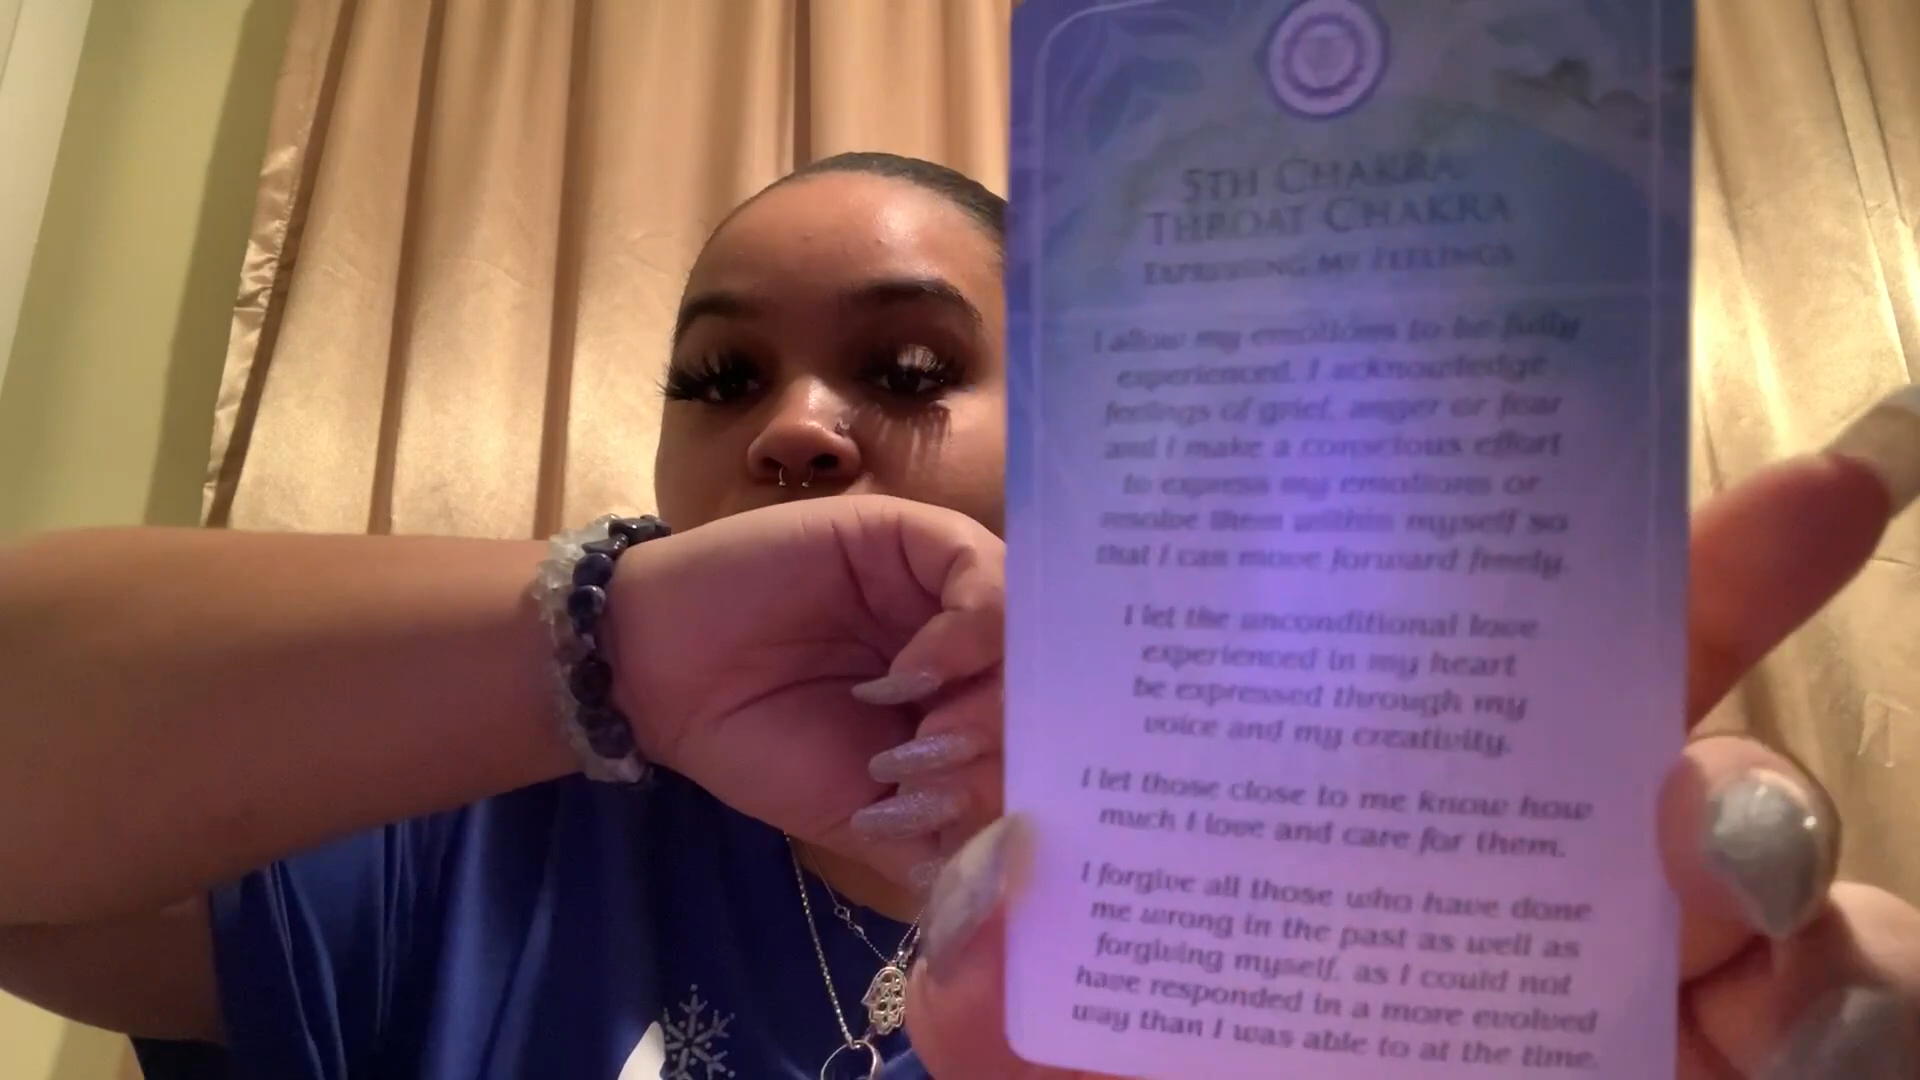 5TH CHAKRA
THROAT CHAKRA
EXPRESSING MY FEELINGS
I allow my emotions to be fully
experienced. I acknowledge
feelings of grief, anger or fear
and I make a conscious effort
to express my emotions or
resolve them within myself so
that I can move forward freely.
I let the unconditional love
experienced in my heart
be expressed through my
voice and my creativity.
I let those close to me know how
much I love and care for them.
I forgive all those who have done
me wrong in the past as well as
forgiving myself, as I could not
have responded in a more evolved
way than I was able to at the time.